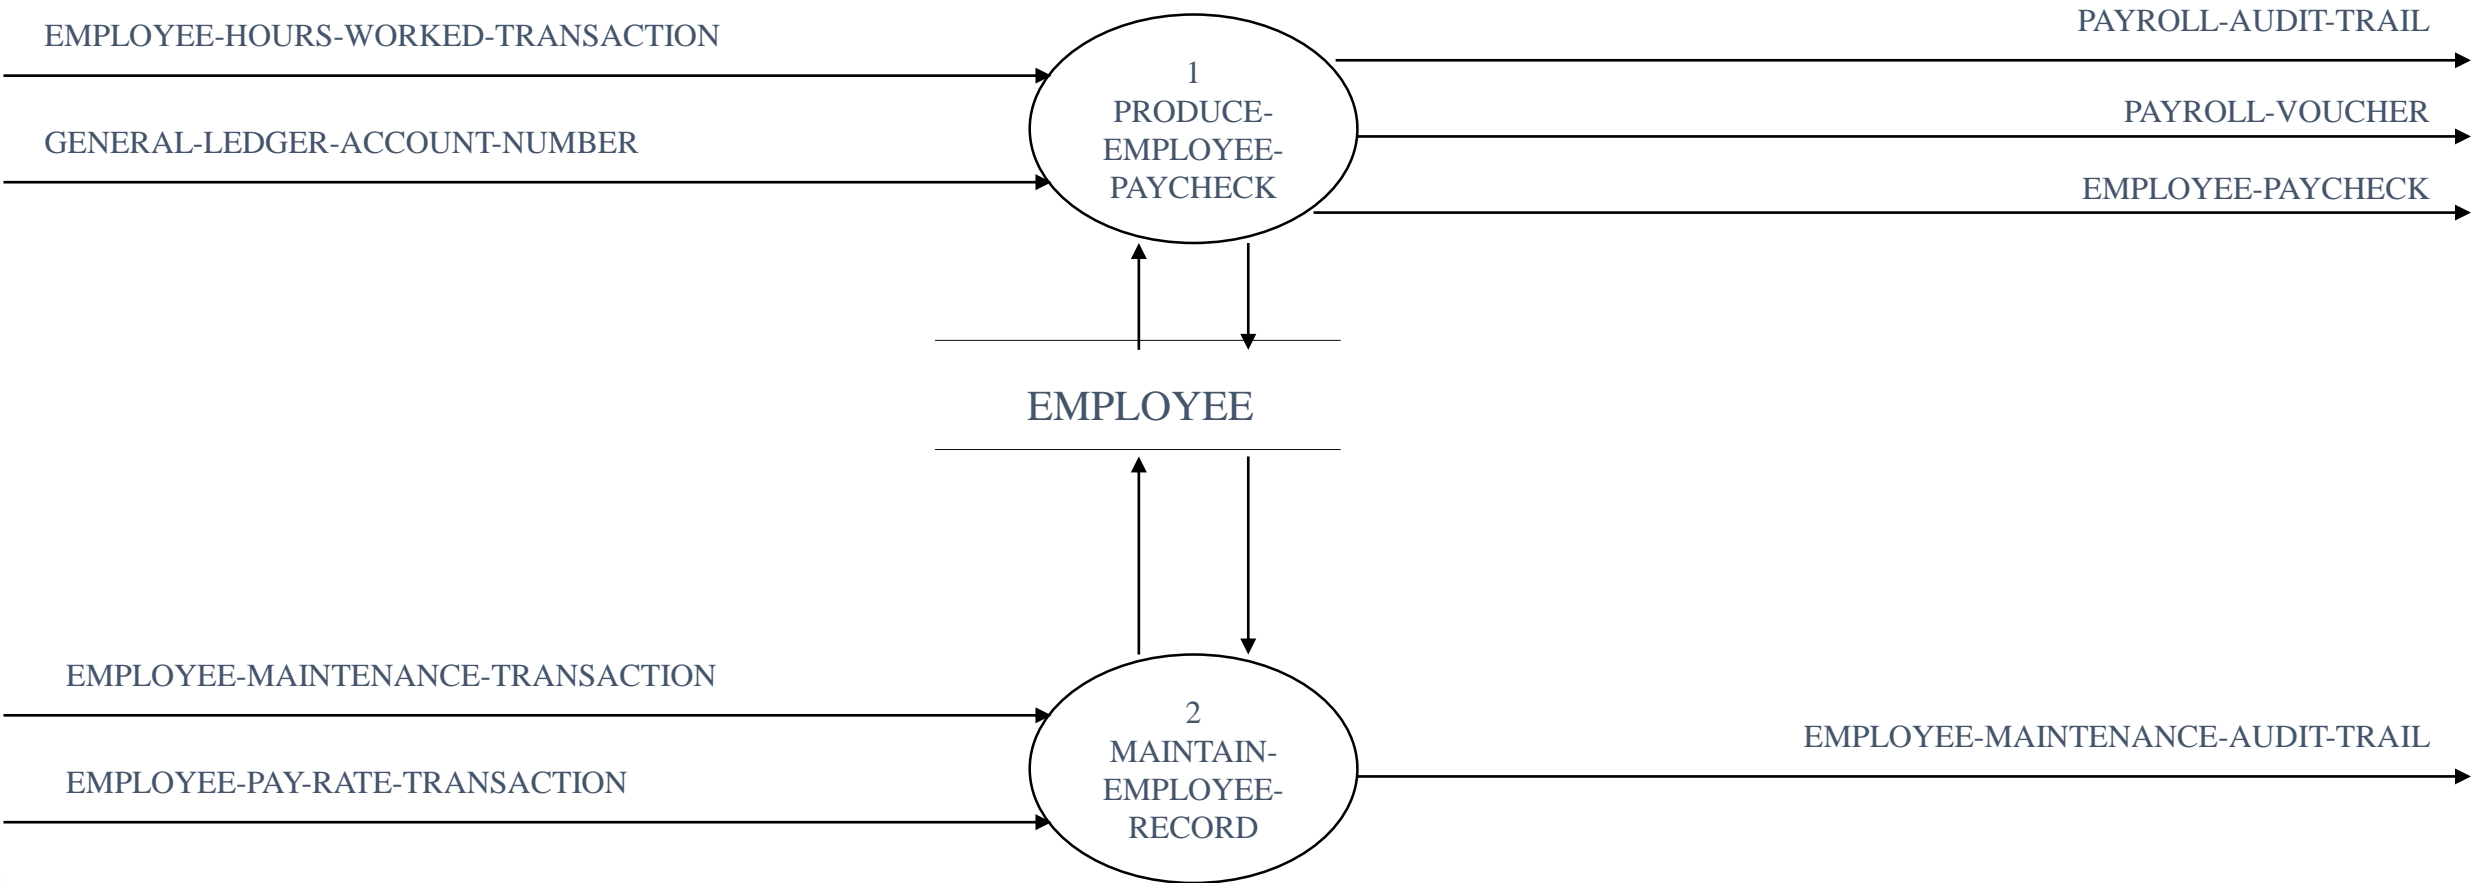 EMPLOYEE-HOURS-WORKED-TRANSACTION
GENERAL-LEDGER-ACCOUNT-NUMBER
1
PRODUCE-
EMPLOYEE-
PAYCHECK
PAYROLL-AUDIT-TRAIL
PAYROLL-VOUCHER
EMPLOYEE-PAYCHECK
EMPLOYEE
EMPLOYEE-MAINTENANCE-TRANSACTION
EMPLOYEE-PAY-RATE-TRANSACTION
2
MAINTAIN-
EMPLOYEE-
RECORD
EMPLOYEE-MAINTENANCE-AUDIT-TRAIL